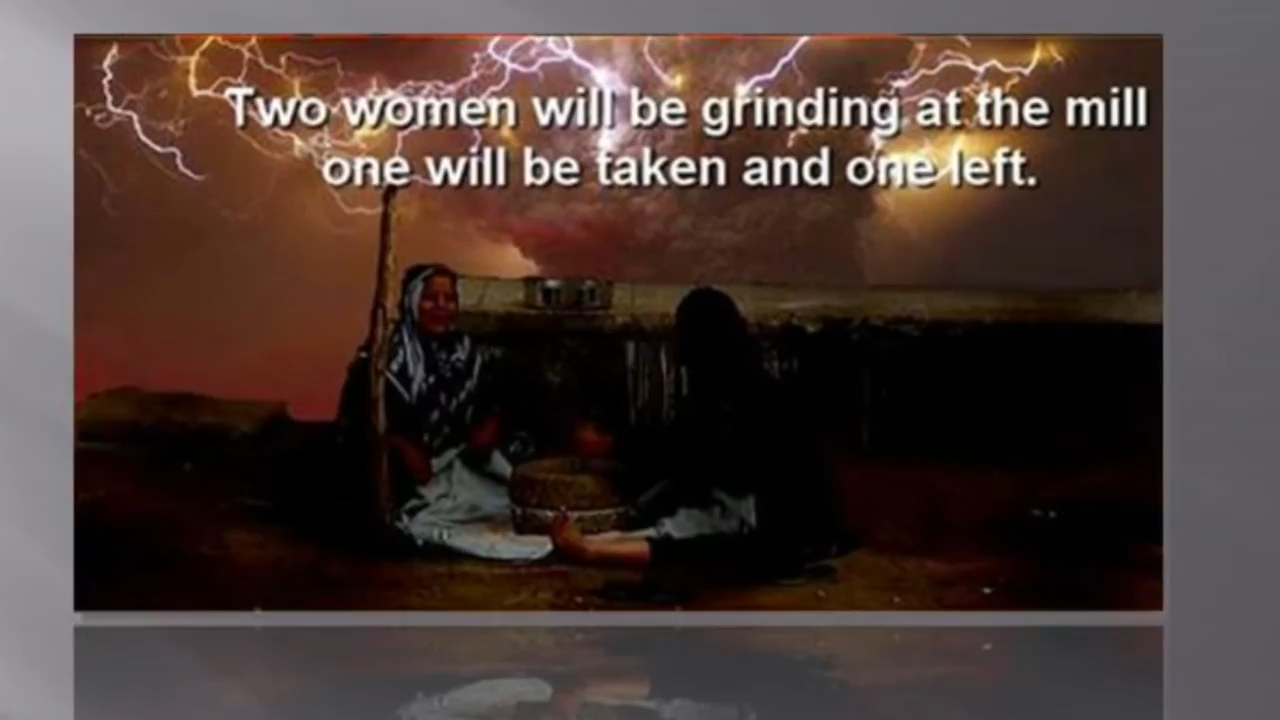 Two women will be grinding at the mill
one will be taken and one left.